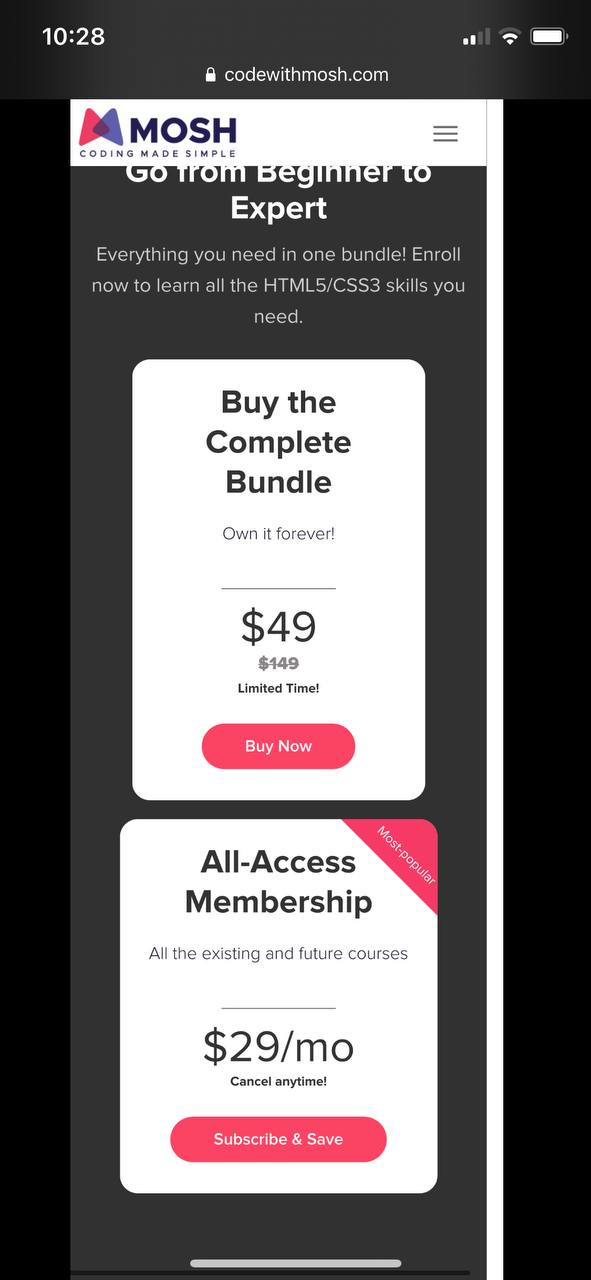 10:28
codewithmosh.com
MOSH
CODING MADE SIMPLE
Go from Beginner to
Expert
Everything you need in one bundle! Enroll
now to learn all the HTML5/CSS3 skills you
need.
Buy the
Complete
Bundle
Own it forever!
$49
$149
Limited Time!
Buy Now
Most-popular
All-Access
Membership
All the existing and future courses
$29/mo
Cancel anytime!
Subscribe & Save